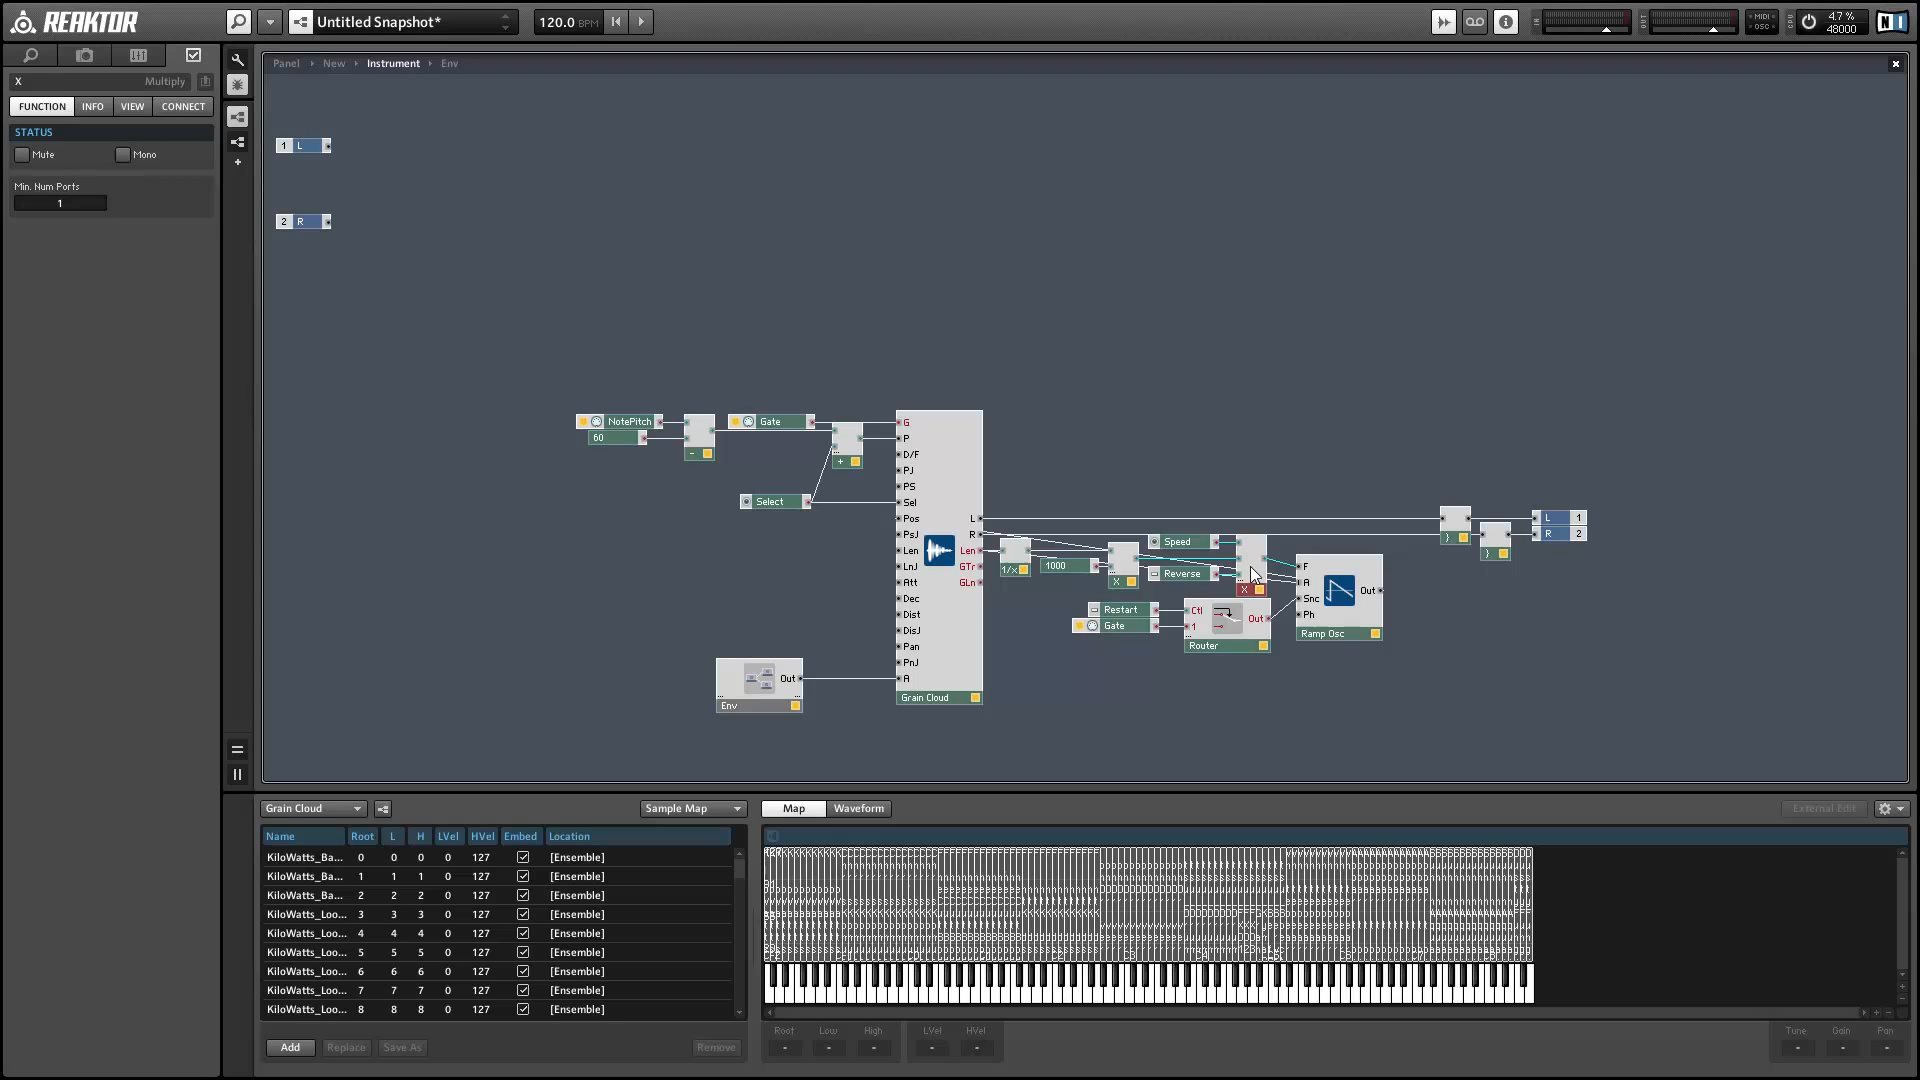 REAKTOR
Untitled Snapshot*
120.0 BPM
MIDI
OSC
4.7 %
48000
X Multiply
FUNCTION INFO VIEW CONNECT
STATUS
Mute Mono
Min. Num Ports
1
Panel New Instrument Env
1 L
2 R
NotePitch
60
-
Gate
+
Select
G
P
D/F
PJ
PS
Sel
Pos L
PsJ R
Len Len
LnJ GTr
Att GLn
Dec
Dist
DisJ
Pan
PnJ
A
Grain Cloud
Out
Env
1/x
1000
X
Speed
Reverse
X
Restart
Gate
Ctl
1
Out
Router
F
A
Snc
Ph
Out
Ramp Osc
}
}
L 1
R 2
Grain Cloud Sample Map Map Waveform External Edit
Name Root L H LVel HVel Embed Location
KiloWatts_Ba... 0 0 0 0 127 [Ensemble]
KiloWatts_Ba... 1 1 1 0 127 [Ensemble]
KiloWatts_Ba... 2 2 2 0 127 [Ensemble]
KiloWatts_Loo... 3 3 3 0 127 [Ensemble]
KiloWatts_Loo... 4 4 4 0 127 [Ensemble]
KiloWatts_Loo... 5 5 5 0 127 [Ensemble]
KiloWatts_Loo... 6 6 6 0 127 [Ensemble]
KiloWatts_Loo... 7 7 7 0 127 [Ensemble]
KiloWatts_Loo... 8 8 8 0 127 [Ensemble]
Add Replace Save As Remove
Root Low High LVel HVel Tune Gain Pan
- - - - - - - -